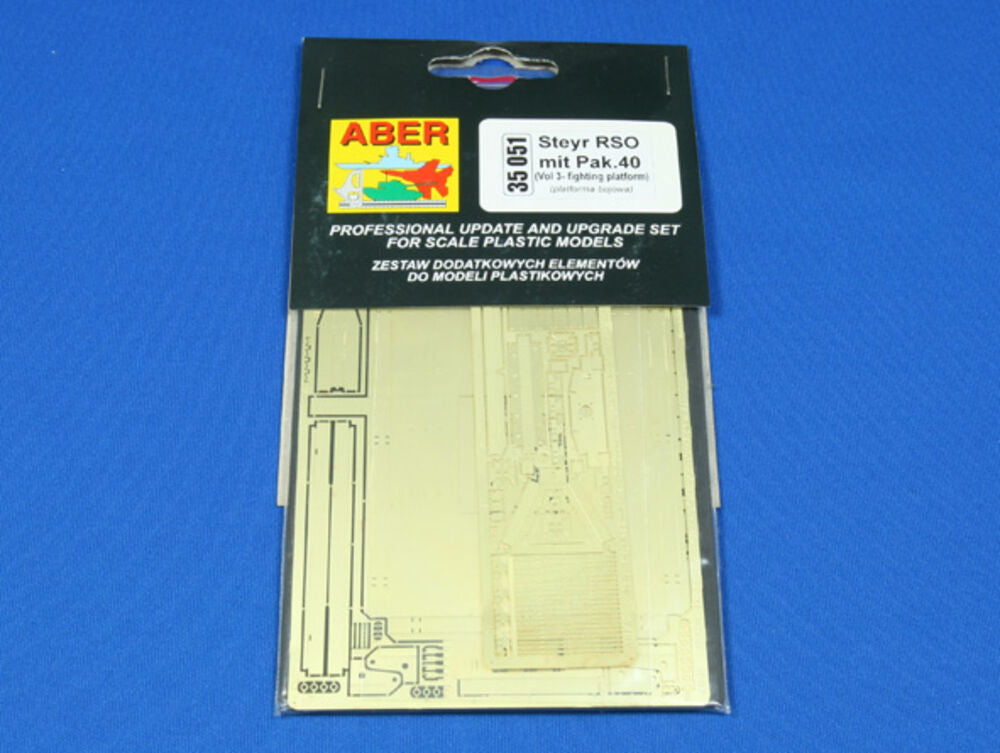 ABER
35 051
Steyr RSO
mit Pak.40
(Vol 3- fighting platform)
(platforma bojowa)
PROFESSIONAL UPDATE AND UPGRADE SET
FOR SCALE PLASTIC MODELS
ZESTAW DODATKOWYCH ELEMENTÓW
DO MODELI PLASTIKOWYCH